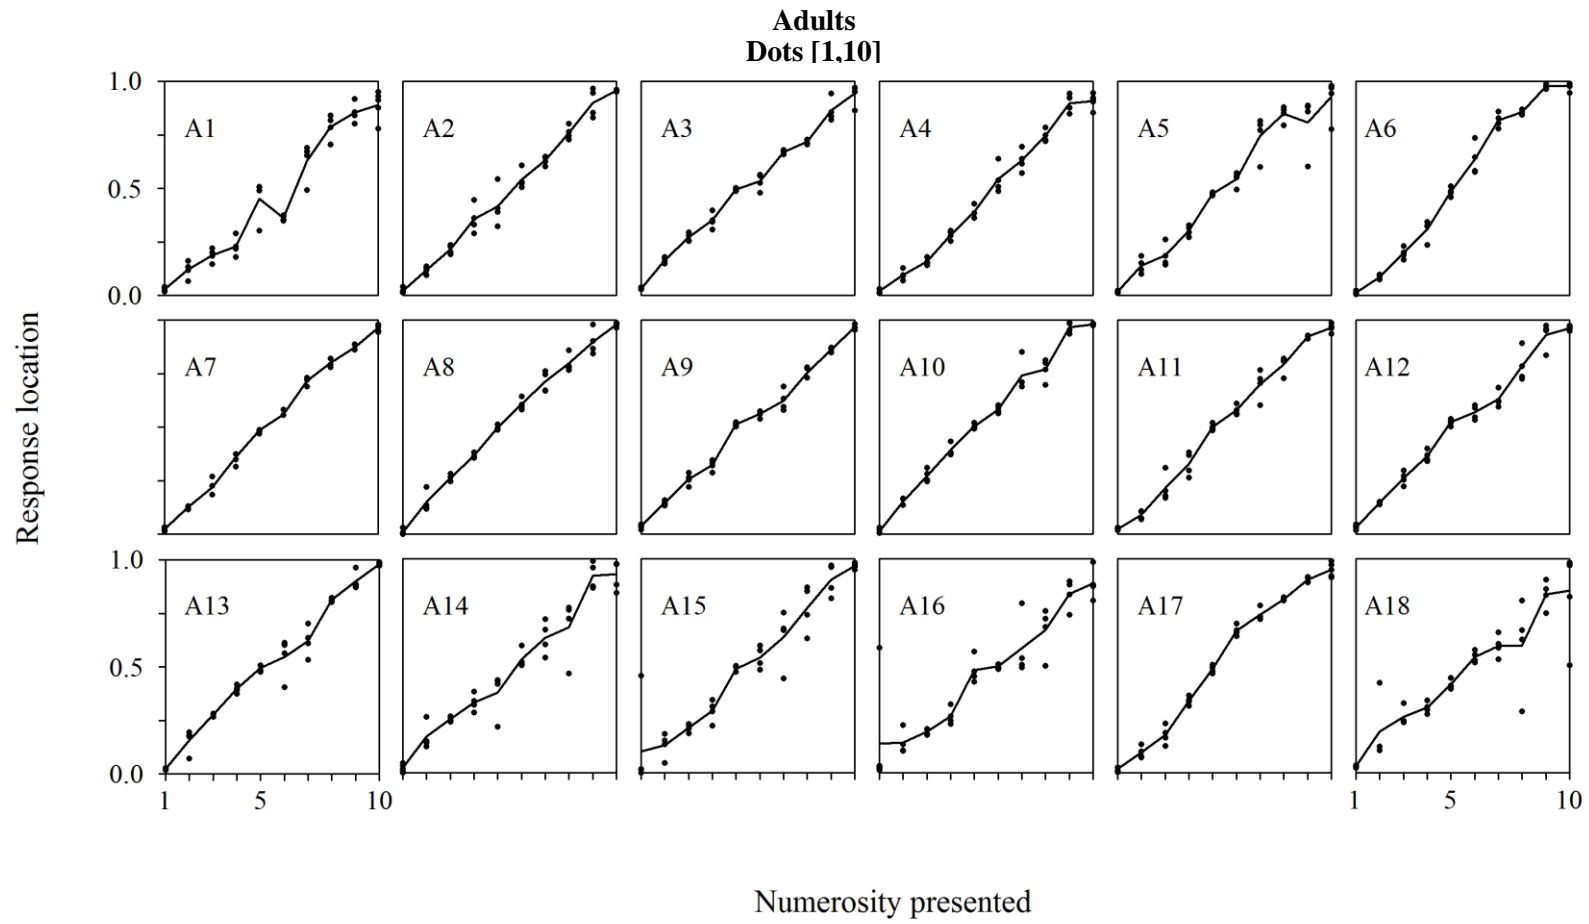 Adults
Dots [1,10]
1.0
A1 A2 A3 A4 A5 A6
0.5
0.0
A7 A8 A9 A10 A11 A12
Response location
1.0
A13 A14 A15 A16 A17 A18
0.5
0.0
1 5 10 1 5 10
Numerosity presented